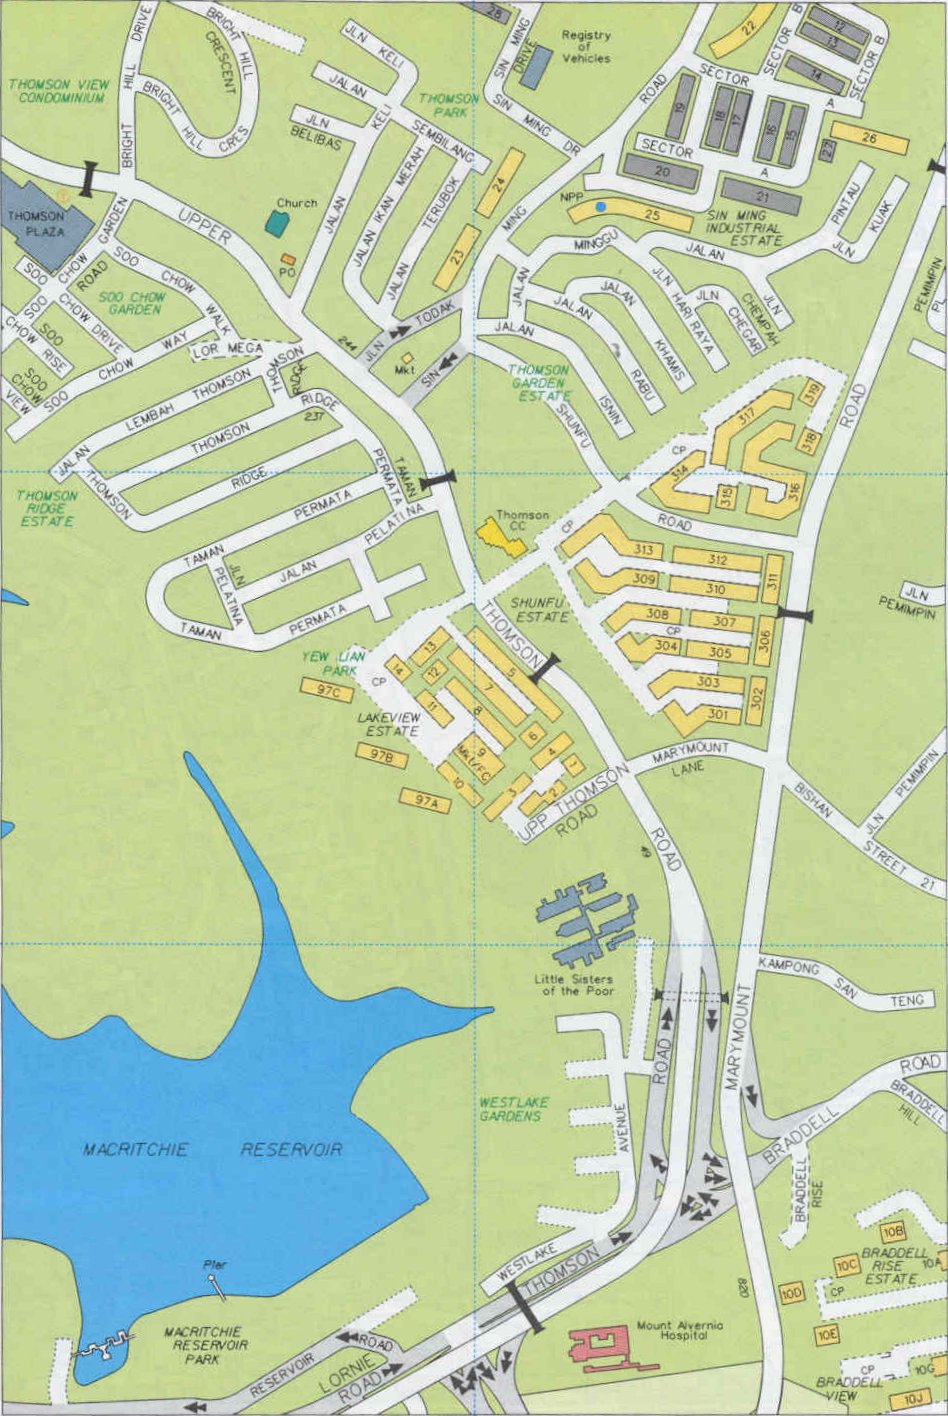 BRIGHT HILL DRIVE
BRIGHT HILL
CRESCENT
BRIGHT HILL CRES
THOMSON VIEW
CONDOMINIUM
JLN KELI
JALAN
JLN
BELIBAS
JALAN KELI
SEMBILANG
THOMSON
PARK
28
SIN MING
DRIVE
Registry
of
Vehicles
SIN MING DR
ROAD
22
SECTOR B
12
13
14
SECTOR B
SECTOR A
19
18
17
16
15
26
27
SECTOR A
20
21
NPP
25
SIN MING
INDUSTRIAL
ESTATE
24
23
MING
THOMSON
PLAZA
UPPER
Church
PO
JALAN IKAN MERAH
JALAN TERUBOK
MINGGU
JALAN
JLN PINTAU
KUAK
PEMIMPIN
PL
SOO CHOW GARDEN ROAD
SOO CHOW WALK
SOO CHOW
GARDEN
SOO CHOW DRIVE
SOO CHOW RISE
SOO CHOW VIEW
SOO CHOW WAY
LOR MEGA
244
JLN TODAK
Mkt
SIN
JALAN
JALAN
JALAN RABU
JALAN KHAMIS
JLN HARI RAYA
JLN CHEGAR
JLN CHEMPAH
ISNIN
THOMSON
GARDEN
ESTATE
SHUNFU
THOMSON RIDGE
RIDGE
237
LEMBAH THOMSON
JALAN
THOMSON
THOMSON
RIDGE
THOMSON
RIDGE
ESTATE
TAMAN PERMATA
PERMATA
TAMAN
JALAN PELATINA
JLN PELATINA
TAMAN
PERMATA
Thomson
CC
CP
CP
314
315
316
317
318
319
ROAD
ROAD
313
312
311
309
310
308
307
CP
304
305
306
303
302
301
SHUNFU
ESTATE
JLN
PEMIMPIN
YEW LIAN
PARK
CP
LAKEVIEW
ESTATE
97C
97B
97A
THOMSON
14
13
12
11
5
7
8
9
Mkt/FC
10
6
4
1
2
3
UPP THOMSON
ROAD
MARYMOUNT
LANE
BISHAN
STREET 21
JLN PEMIMPIN
ROAD
Little Sisters
of the Poor
KAMPONG SAN TENG
MARYMOUNT
ROAD
AVENUE
WESTLAKE
GARDENS
BRADDELL ROAD
BRADDELL
HILL
BRADDELL
RISE
MACRITCHIE RESERVOIR
Pier
MACRITCHIE
RESERVOIR
PARK
WESTLAKE
THOMSON
RESERVOIR ROAD
LORNIE
ROAD
Mount Alvernia
Hospital
820
10B
10C
10D
10E
10A
10G
10J
CP
CP
BRADDELL
RISE
ESTATE
BRADDELL
VIEW